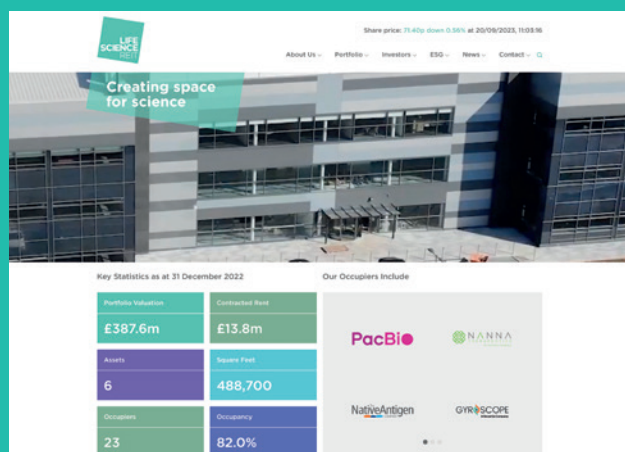 LIFE
SCIENCE
REIT
Share price: 71.40p down 0.56% at 20/09/2023, 11:03:16
About Us
Portfolio
Investors
ESG
News
Contact
Creating space
for science
Key Statistics as at 31 December 2022
Our Occupiers Include
Portfolio Valuation
£387.6m
Contracted Rent
£13.8m
Assets
6
Square Feet
488,700
Occupiers
23
Occupancy
82.0%
PacBio
NANNA
NativeAntigen
GYROSCOPE